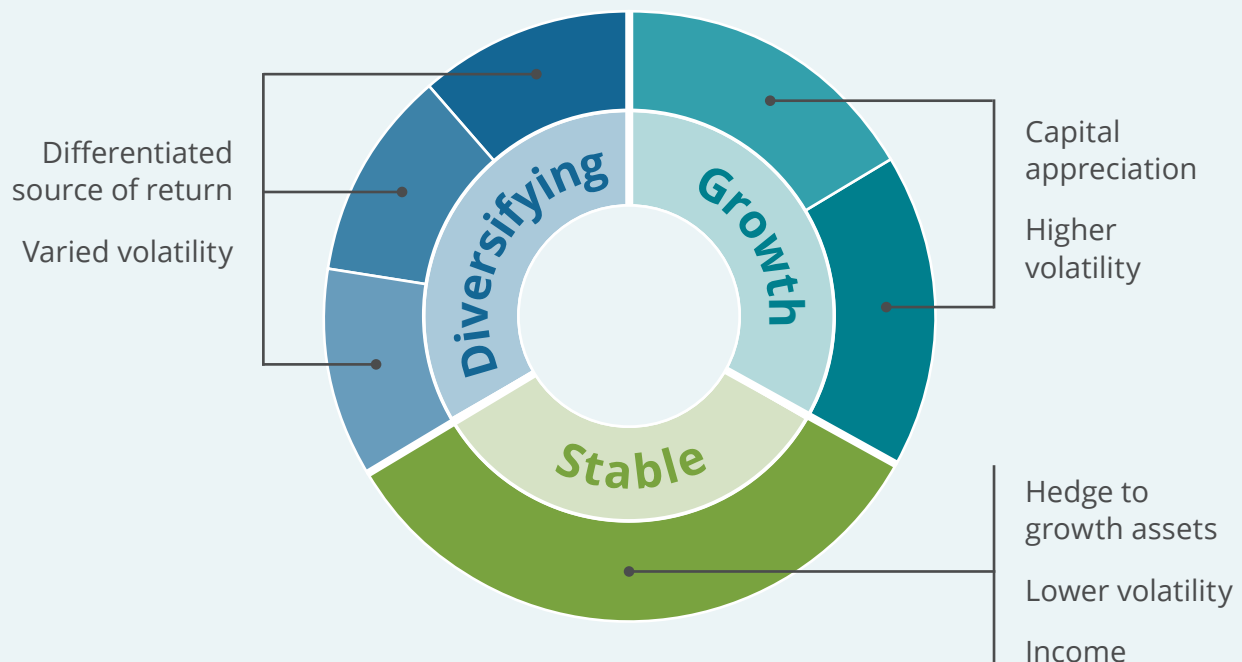 Differentiated
source of return
Varied volatility
Diversifying
Growth
Stable
Capital
appreciation
Higher
volatility
Hedge to
growth assets
Lower volatility
Income